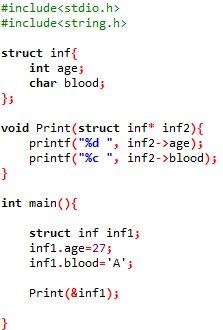 #include<stdio.h>
#include<string.h>

struct inf{
    int age;
    char blood;
};

void Print(struct inf* inf2){
    printf("%d ", inf2->age);
    printf("%c ", inf2->blood);
}

int main(){

    struct inf inf1;
    inf1.age=27;
    inf1.blood='A';

    Print(&inf1);

}